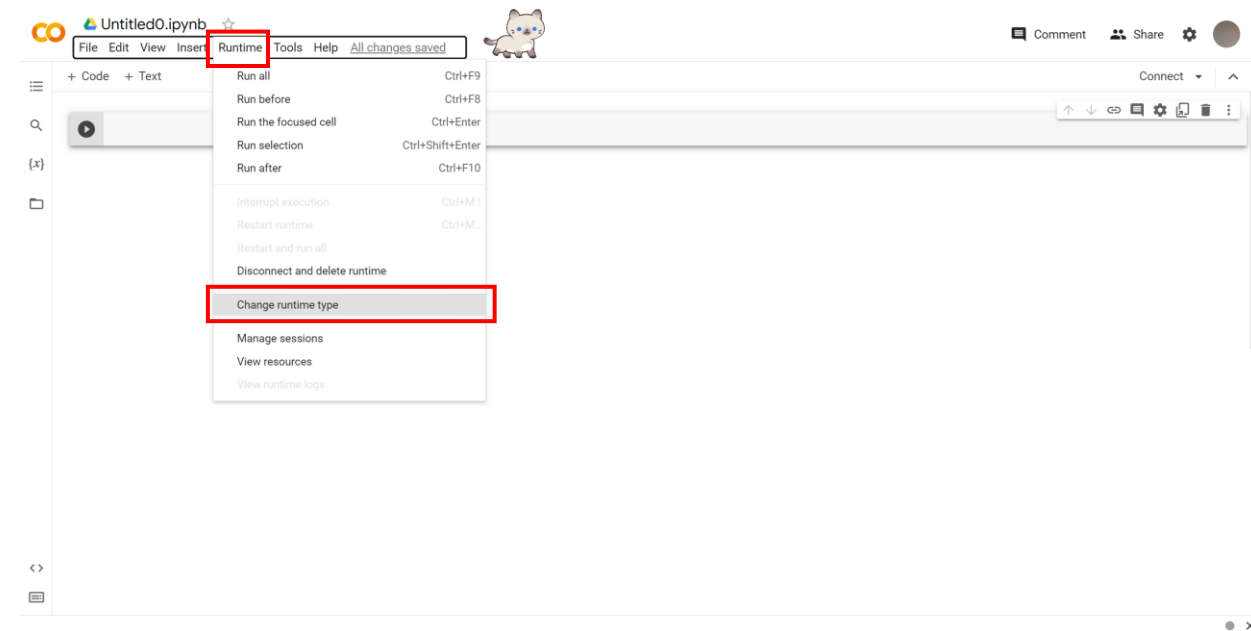 Untitled0.ipynb
File Edit View Insert Runtime Tools Help All changes saved
Comment Share
+ Code + Text
Connect
Run all Ctrl+F9
Run before Ctrl+F8
Run the focused cell Ctrl+Enter
Run selection Ctrl+Shift+Enter
Run after Ctrl+F10
{x}
Interrupt execution Ctrl+M I
Restart runtime Ctrl+M .
Restart and run all
Disconnect and delete runtime
Change runtime type
Manage sessions
View resources
View runtime logs